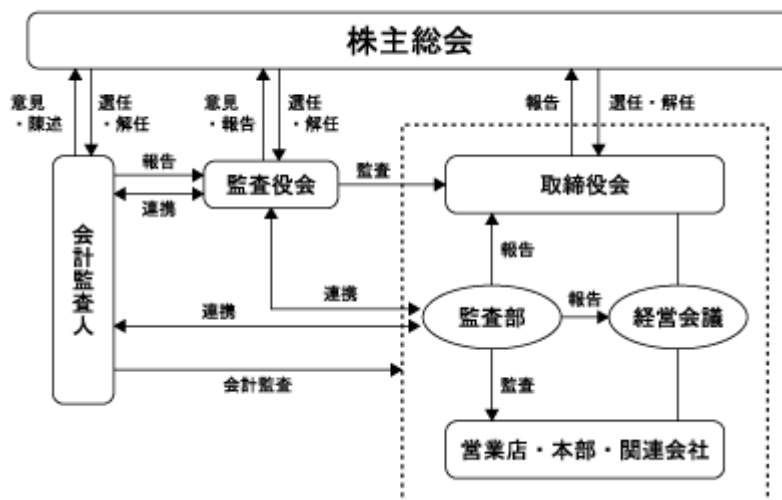 株主総会
意見
・陳述
選任
・解任
意見
・報告
選任
・解任
報告
選任・解任
報告
監査役会
監査
取締役会
連携
会計監査人
報告
連携
連携
監査部
報告
経営会議
会計監査
監査
営業店・本部・関連会社